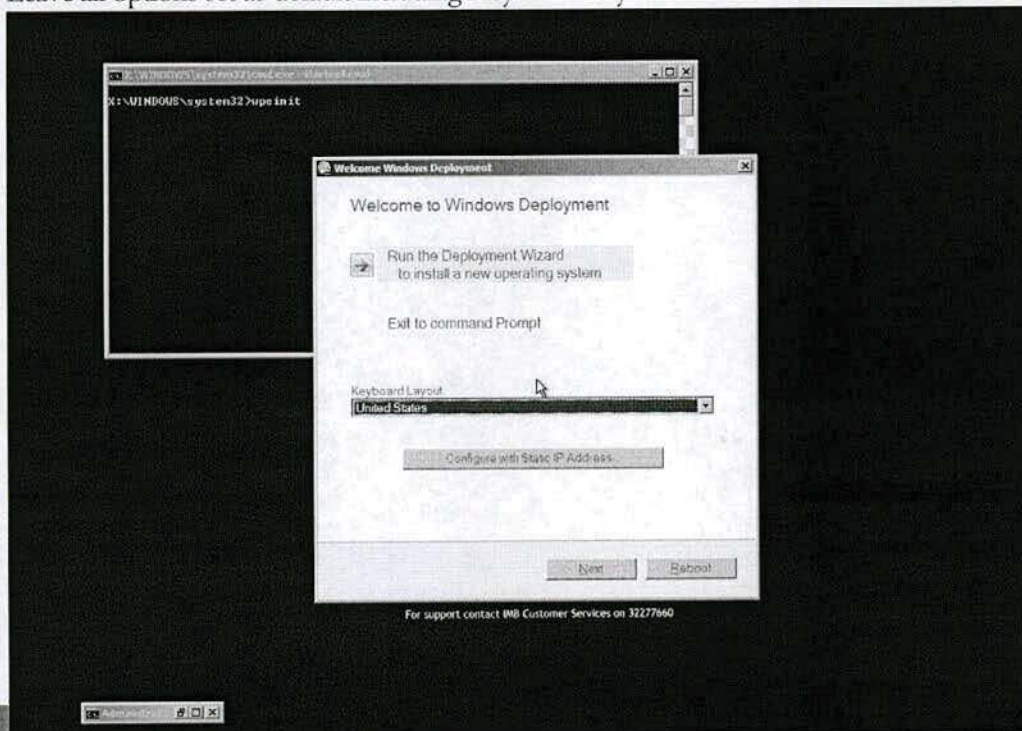 X:\WINDOWS\system32>wpeinit
Welcome Windows Deployment
Welcome to Windows Deployment
Run the Deployment Wizard
to install a new operating system
Exit to command Prompt
Keyboard Layout
United States
Configure with Static IP Address...
Next
Reboot
For support contact IMB Customer Services on 32277660